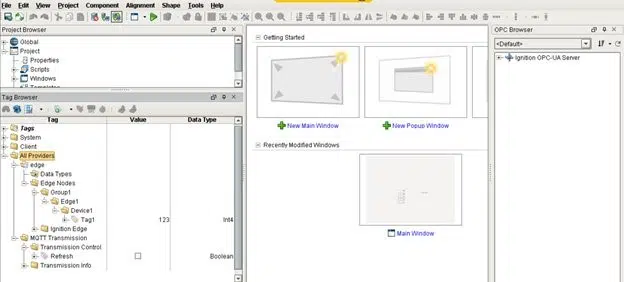 File Edit View Project Component Alignment Shape Tools Help
Project Browser
Global
Project
Properties
Scripts
Windows
Templates
Tag Browser
Tag Value Data Type
Tags
System
Client
All Providers
edge
Data Types
Edge Nodes
Group1
Edge1
Device1
Tag1 123 Int4
Ignition Edge
MQTT Transmission
Transmission Control
Refresh Boolean
Transmission Info
Getting Started
New Main Window
New Popup Window
Recently Modified Windows
Main Window
OPC Browser
<Default>
Ignition OPC-UA Server